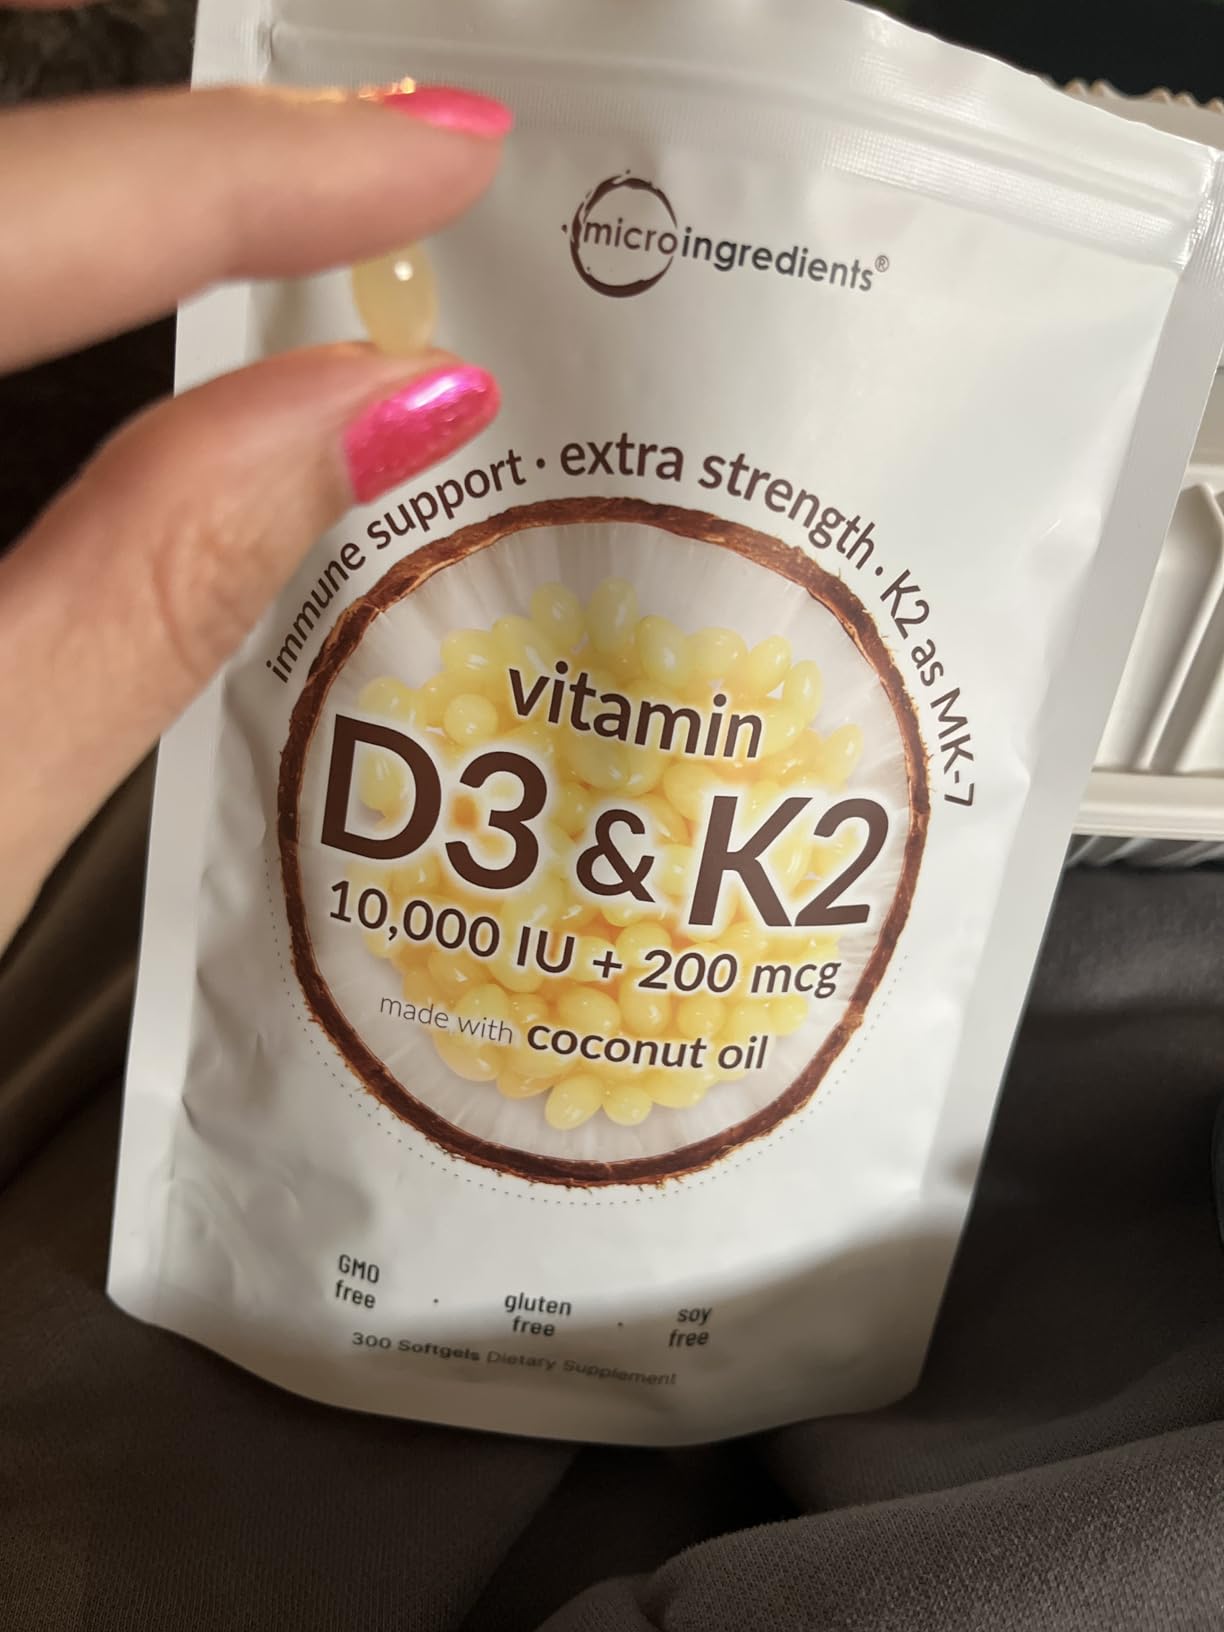 microingredients®
immune support · extra strength · K2 as MK-7
vitamin
D3 & K2
10,000 IU + 200 mcg
made with coconut oil
GMO
free
·
gluten
free
·
soy
free
300 Softgels Dietary Supplement